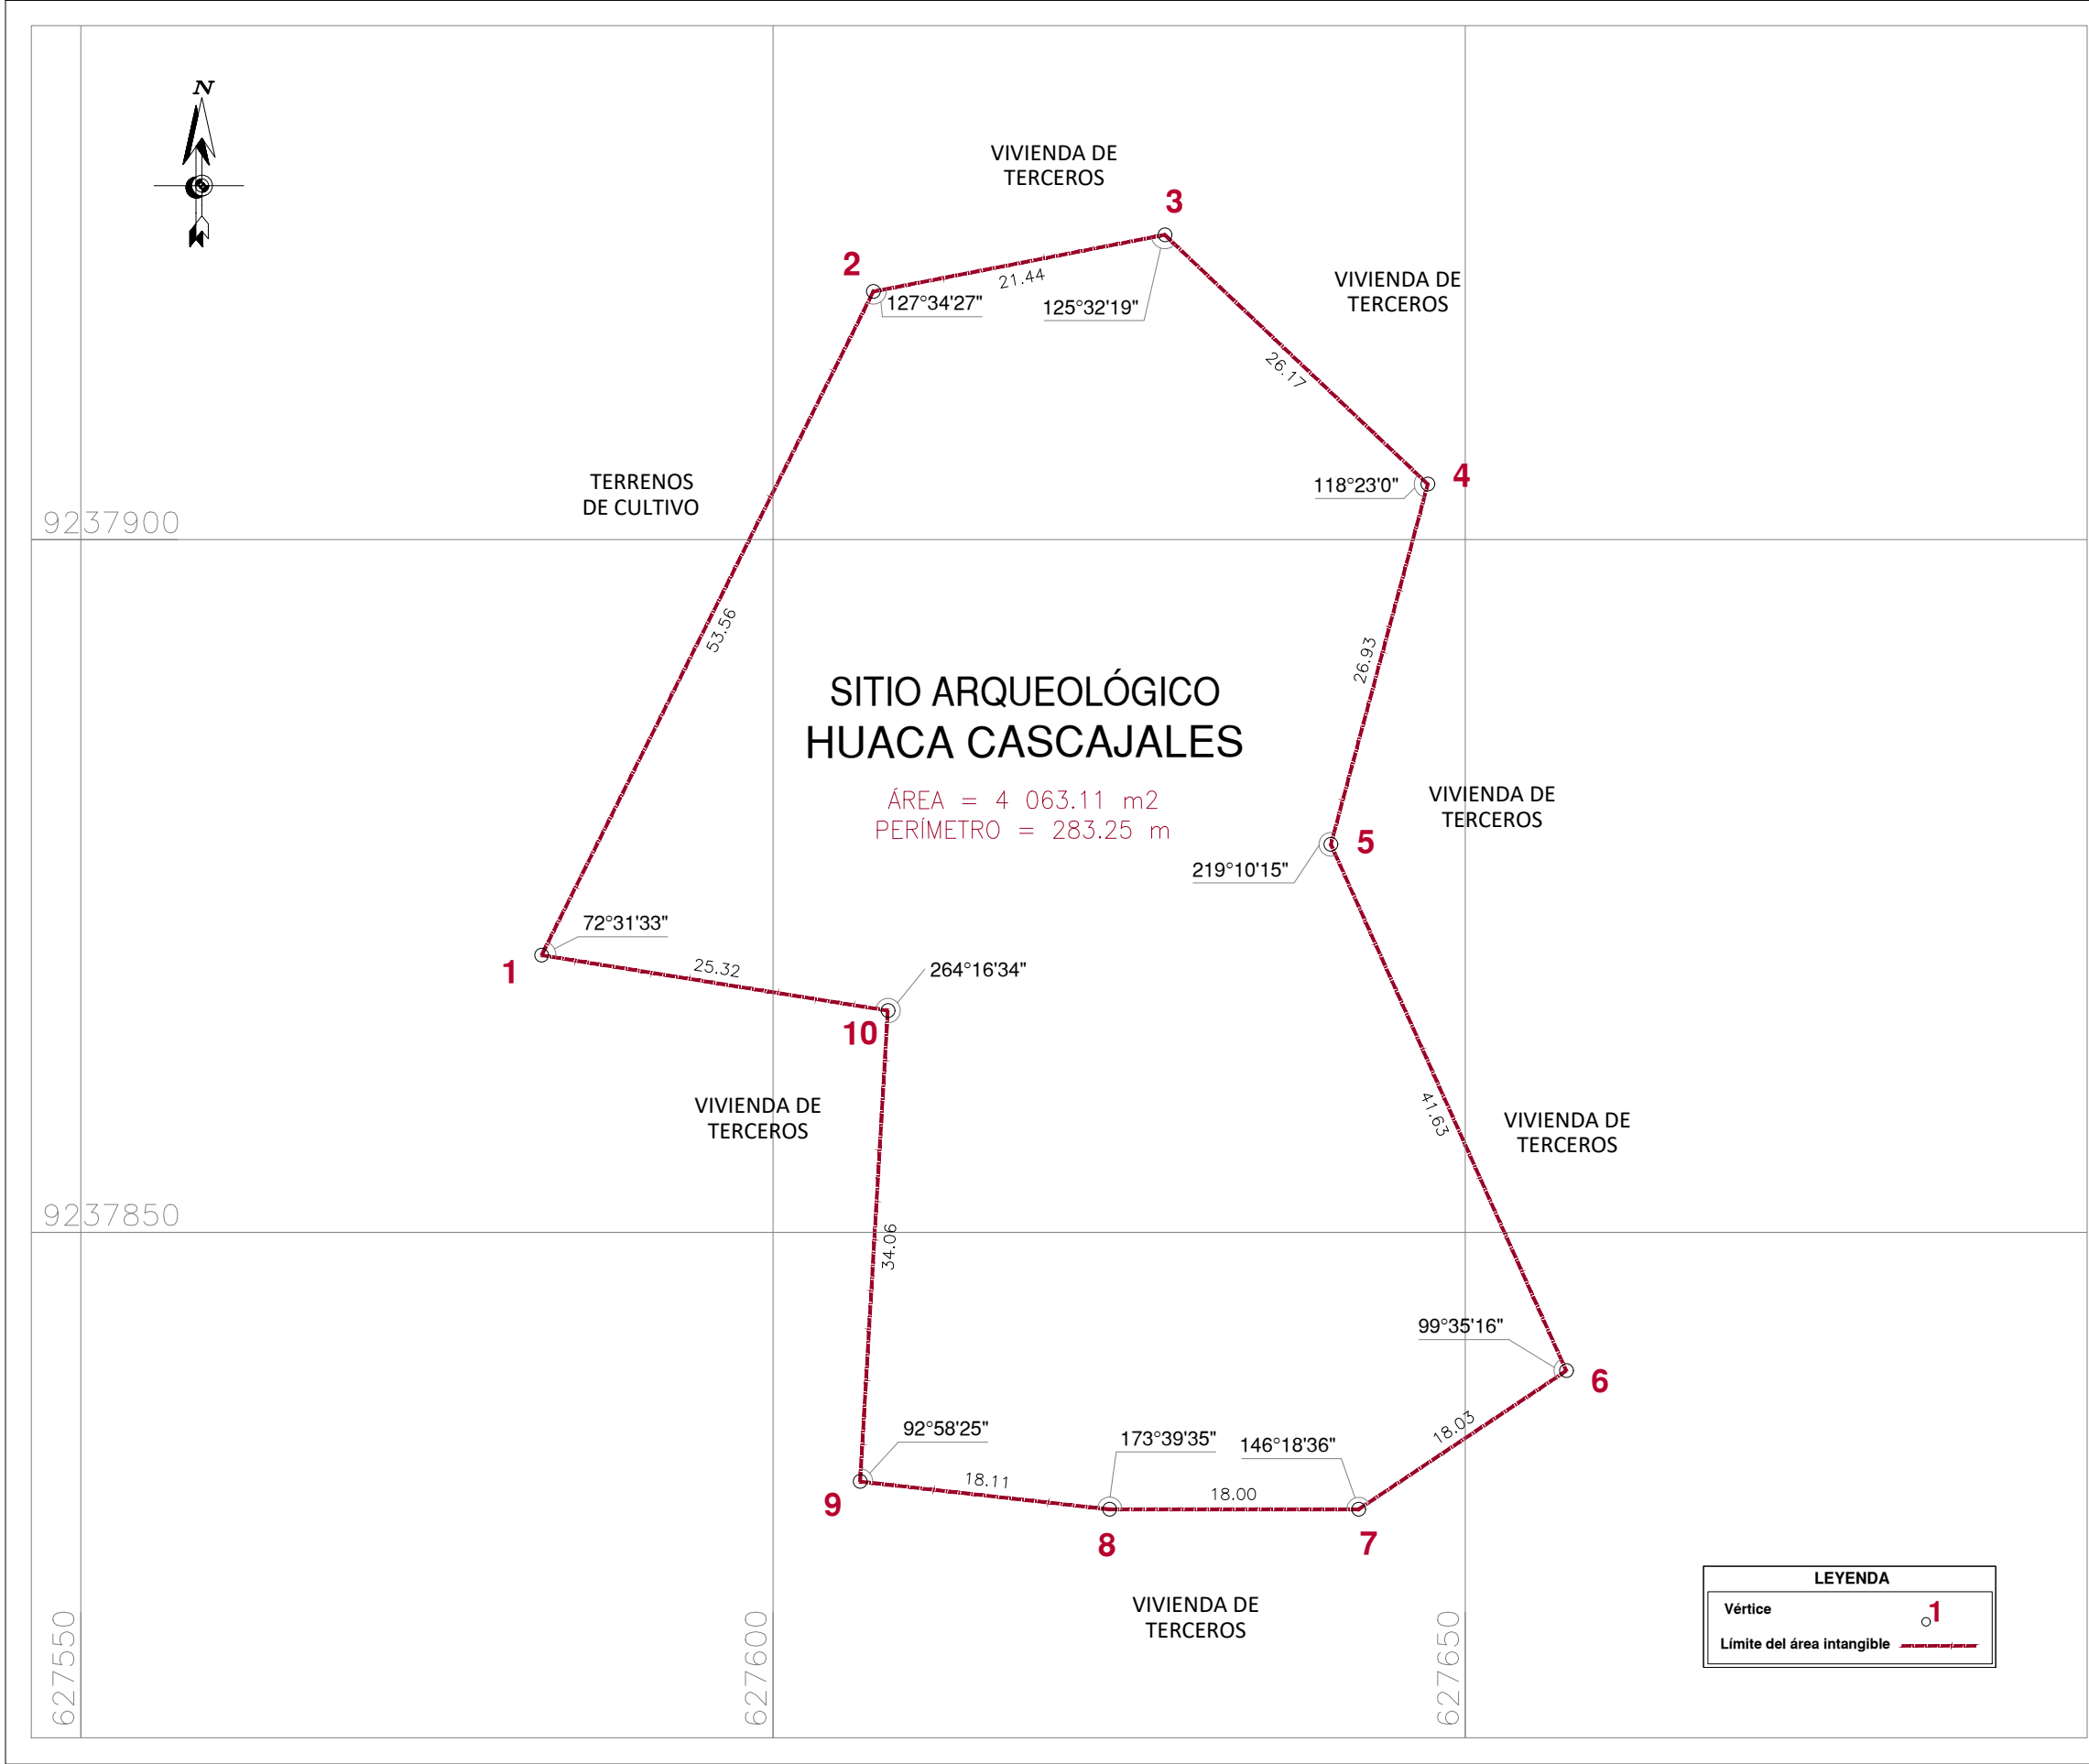 N
VIVIENDA DE
TERCEROS
3
2
21.44
127°34'27"
125°32'19"
VIVIENDA DE
TERCEROS
26.17
4
118°23'0"
TERRENOS
DE CULTIVO
9237900
53.56
26.93
SITIO ARQUEOLÓGICO
HUACA CASCAJALES
ÁREA = 4 063.11 m2
PERÍMETRO = 283.25 m
VIVIENDA DE
TERCEROS
5
219°10'15"
72°31'33"
1
25.32
264°16'34"
10
VIVIENDA DE
TERCEROS
41.63
VIVIENDA DE
TERCEROS
9237850
34.06
99°35'16"
6
92°58'25"
173°39'35"
146°18'36"
18.03
18.11
18.00
9
8
7
VIVIENDA DE
TERCEROS
627550
627600
627650
LEYENDA
Vértice
1
Límite del área intangible